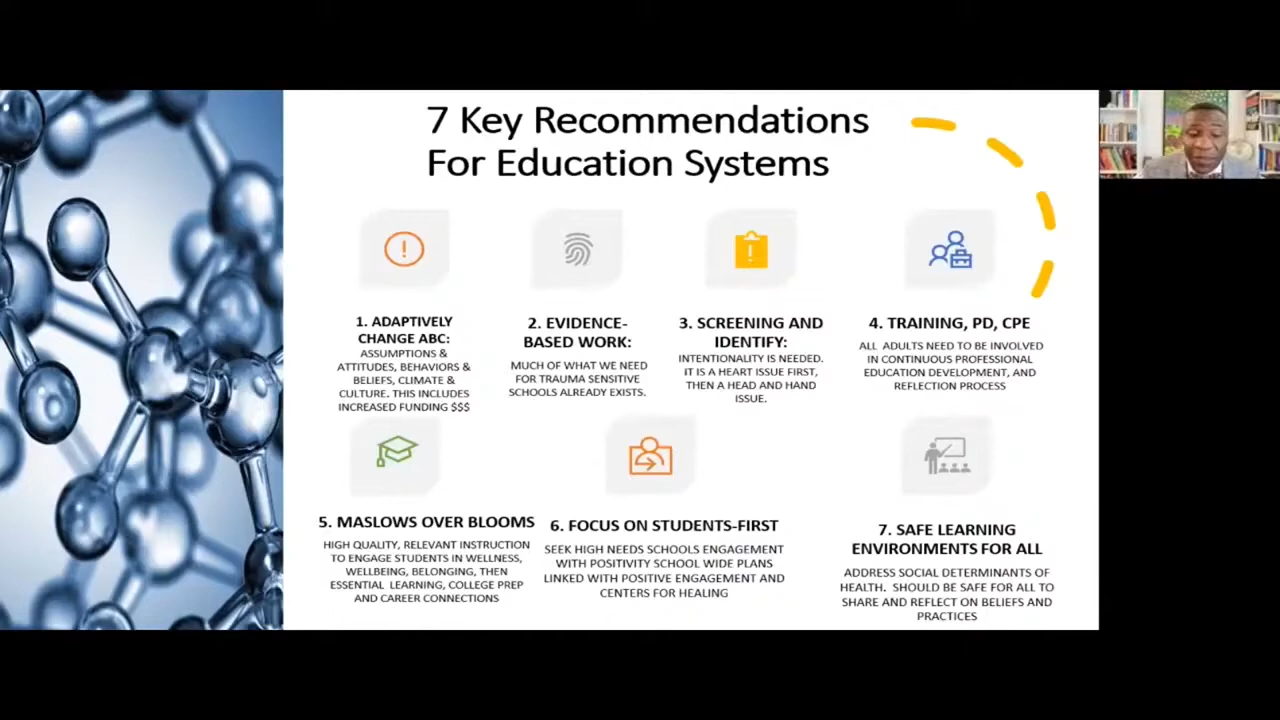 7 Key Recommendations
For Education Systems
1. ADAPTIVELY
CHANGE ABC:
ASSUMPTIONS &
ATTITUDES, BEHAVIORS &
BELIEFS, CLIMATE &
CULTURE. THIS INCLUDES
INCREASED FUNDING $$$
2. EVIDENCE-
BASED WORK:
MUCH OF WHAT WE NEED
FOR TRAUMA SENSITIVE
SCHOOLS ALREADY EXISTS.
3. SCREENING AND
IDENTIFY:
INTENTIONALITY IS NEEDED.
IT IS A HEART ISSUE FIRST,
THEN A HEAD AND HAND
ISSUE.
4. TRAINING, PD, CPE
ALL ADULTS NEED TO BE INVOLVED
IN CONTINUOUS PROFESSIONAL
EDUCATION DEVELOPMENT, AND
REFLECTION PROCESS
5. MASLOWS OVER BLOOMS
HIGH QUALITY, RELEVANT INSTRUCTION
TO ENGAGE STUDENTS IN WELLNESS,
WELLBEING, BELONGING, THEN
ESSENTIAL LEARNING, COLLEGE PREP
AND CAREER CONNECTIONS
6. FOCUS ON STUDENTS-FIRST
SEEK HIGH NEEDS SCHOOLS ENGAGEMENT
WITH POSITIVITY SCHOOL WIDE PLANS
LINKED WITH POSITIVE ENGAGEMENT AND
CENTERS FOR HEALING
7. SAFE LEARNING
ENVIRONMENTS FOR ALL
ADDRESS SOCIAL DETERMINANTS OF
HEALTH. SHOULD BE SAFE FOR ALL TO
SHARE AND REFLECT ON BELIEFS AND
PRACTICES